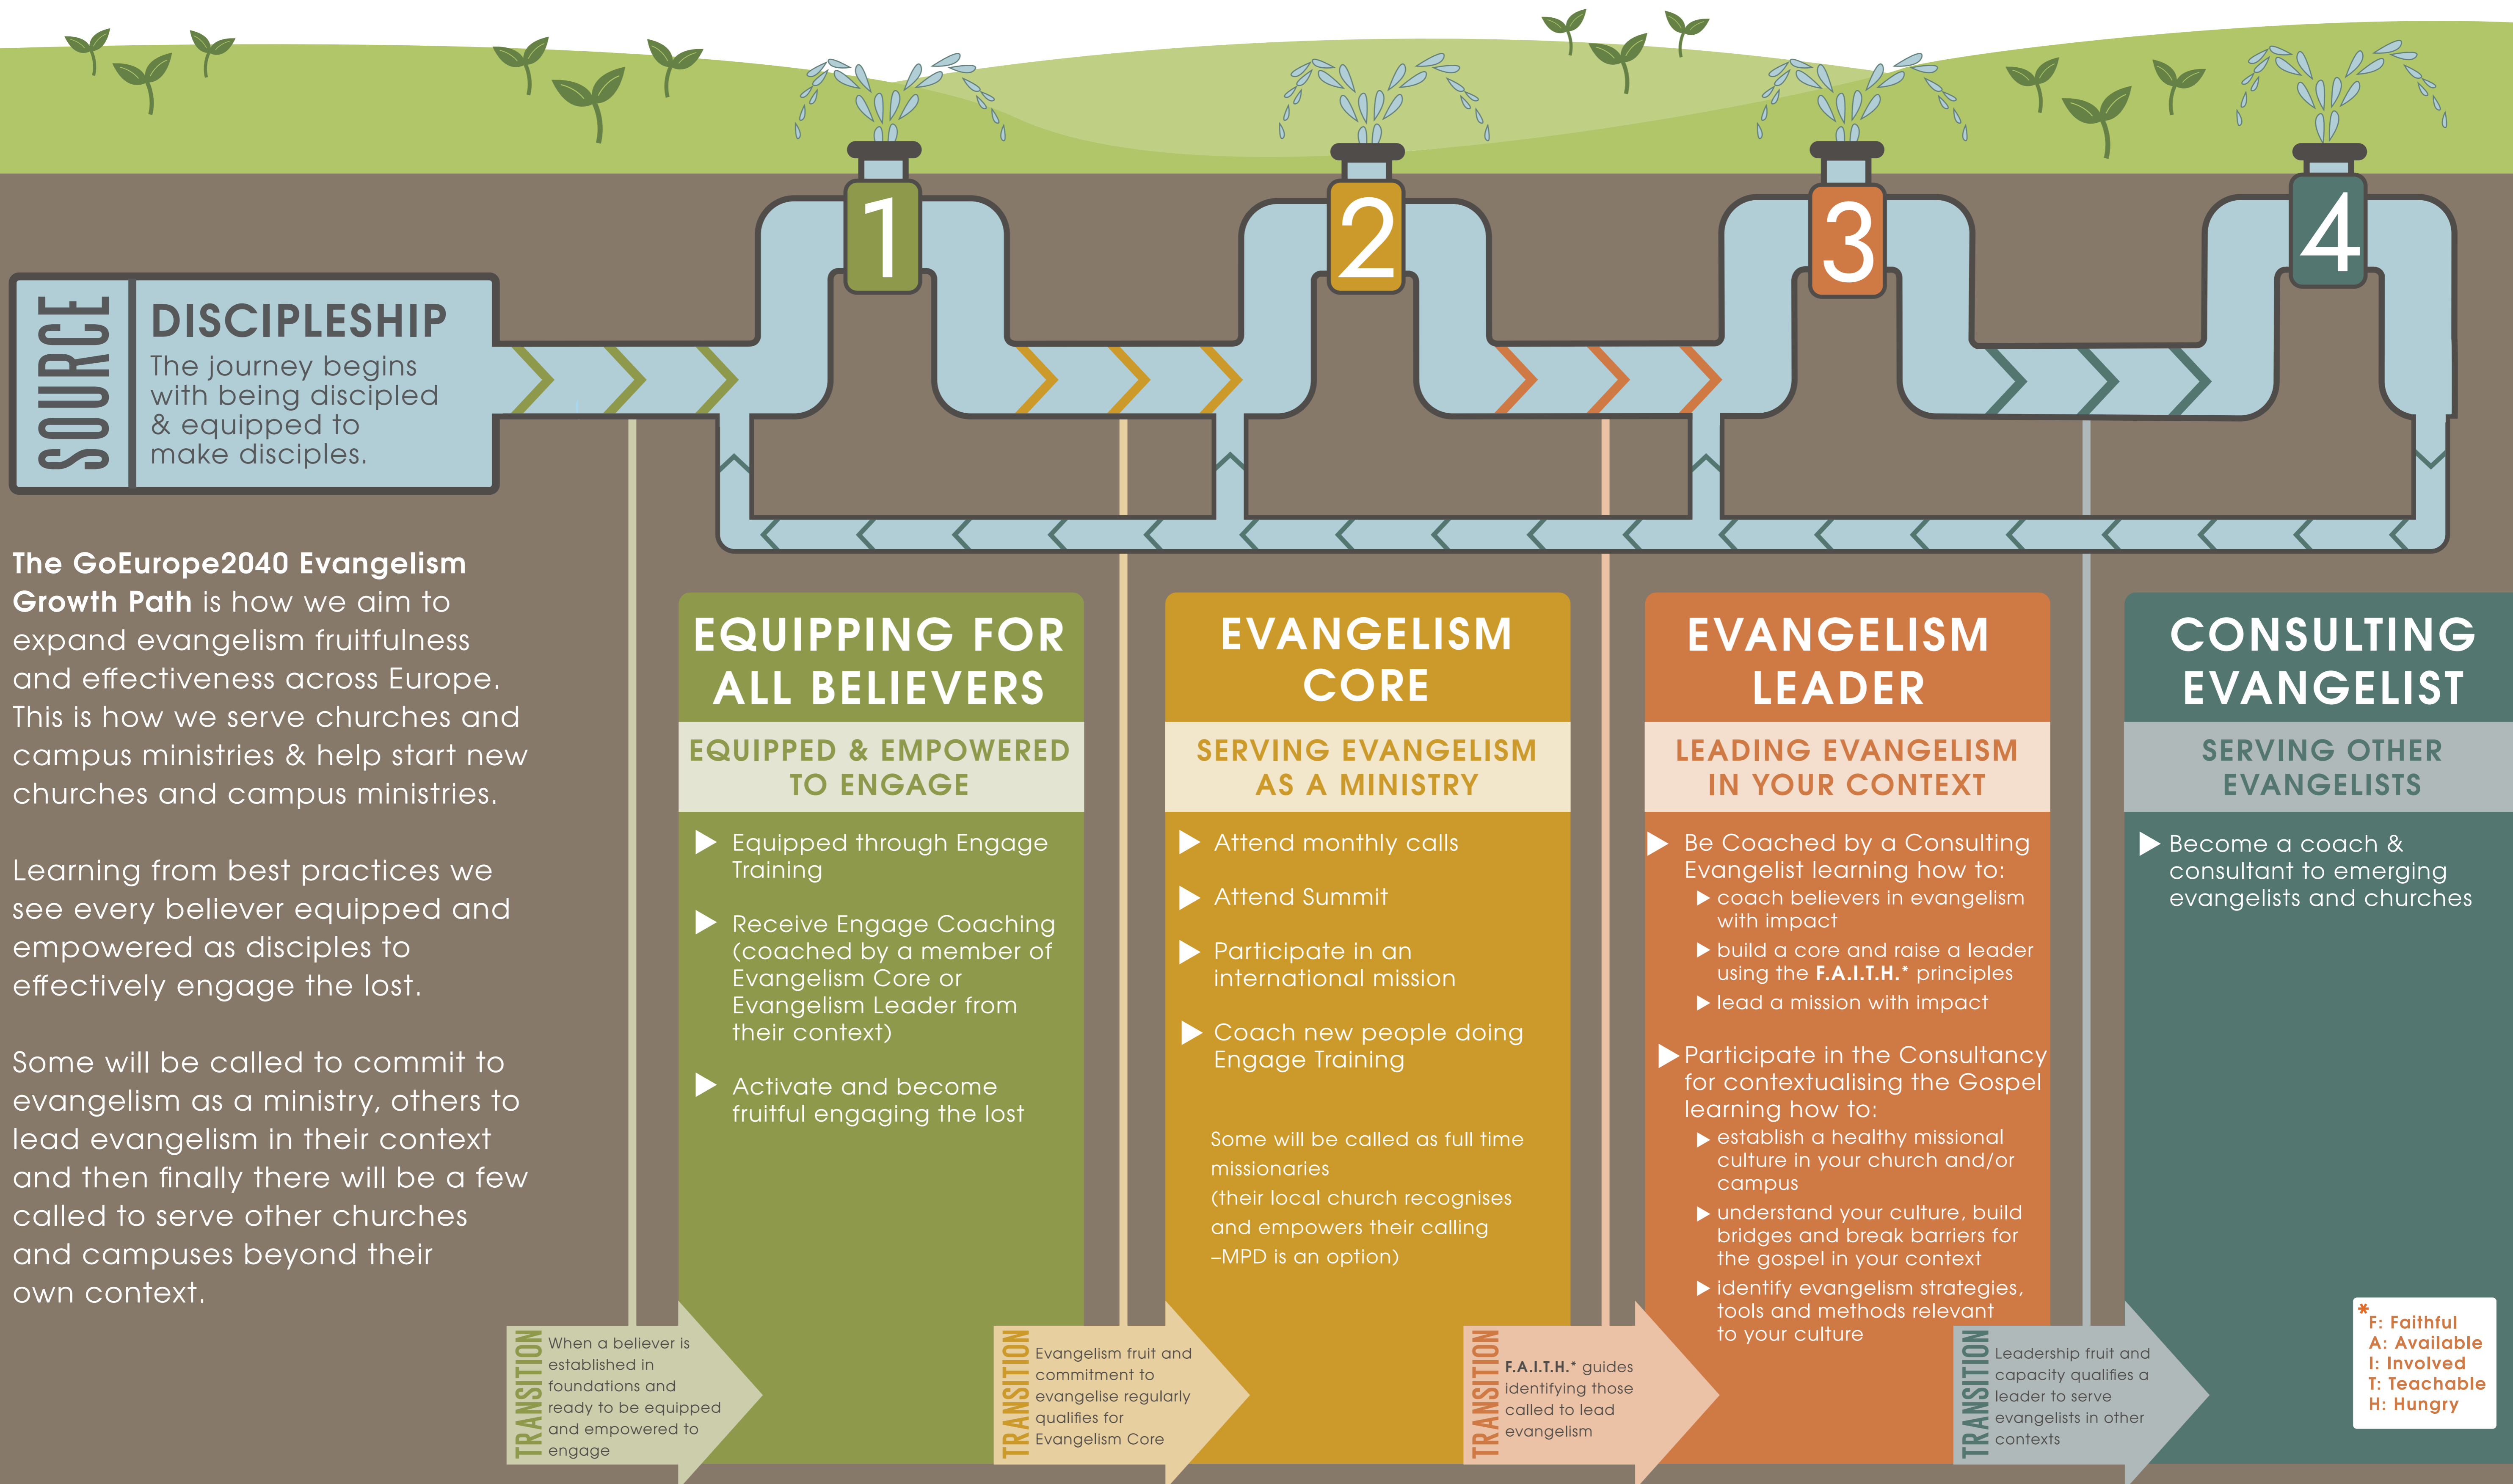 1
2
3
4
SOURCE
DISCIPLESHIP
The journey begins
with being discipled
& equipped to
make disciples.
The GoEurope2040 Evangelism
Growth Path is how we aim to
expand evangelism fruitfulness
and effectiveness across Europe.
This is how we serve churches and
campus ministries & help start new
churches and campus ministries.
Learning from best practices we
see every believer equipped and
empowered as disciples to
effectively engage the lost.
Some will be called to commit to
evangelism as a ministry, others to
lead evangelism in their context
and then finally there will be a few
called to serve other churches
and campuses beyond their
own context.
TRANSITION
When a believer is
established in
foundations and
ready to be equipped
and empowered to
engage
EQUIPPING FOR
ALL BELIEVERS
EQUIPPED & EMPOWERED
TO ENGAGE
Equipped through Engage
Training
Receive Engage Coaching
(coached by a member of
Evangelism Core or
Evangelism Leader from
their context)
Activate and become
fruitful engaging the lost
TRANSITION
Evangelism fruit and
commitment to
evangelise regularly
qualifies for
Evangelism Core
EVANGELISM
CORE
SERVING EVANGELISM
AS A MINISTRY
Attend monthly calls
Attend Summit
Participate in an
international mission
Coach new people doing
Engage Training
Some will be called as full time
missionaries
(their local church recognises
and empowers their calling
–MPD is an option)
TRANSITION
F.A.I.T.H.* guides
identifying those
called to lead
evangelism
EVANGELISM
LEADER
LEADING EVANGELISM
IN YOUR CONTEXT
Be Coached by a Consulting
Evangelist learning how to:
coach believers in evangelism
with impact
build a core and raise a leader
using the F.A.I.T.H.* principles
lead a mission with impact
Participate in the Consultancy
for contextualising the Gospel
learning how to:
establish a healthy missional
culture in your church and/or
campus
understand your culture, build
bridges and break barriers for
the gospel in your context
identify evangelism strategies,
tools and methods relevant
to your culture
TRANSITION
Leadership fruit and
capacity qualifies a
leader to serve
evangelists in other
contexts
CONSULTING
EVANGELIST
SERVING OTHER
EVANGELISTS
Become a coach &
consultant to emerging
evangelists and churches
*
F: Faithful
A: Available
I: Involved
T: Teachable
H: Hungry